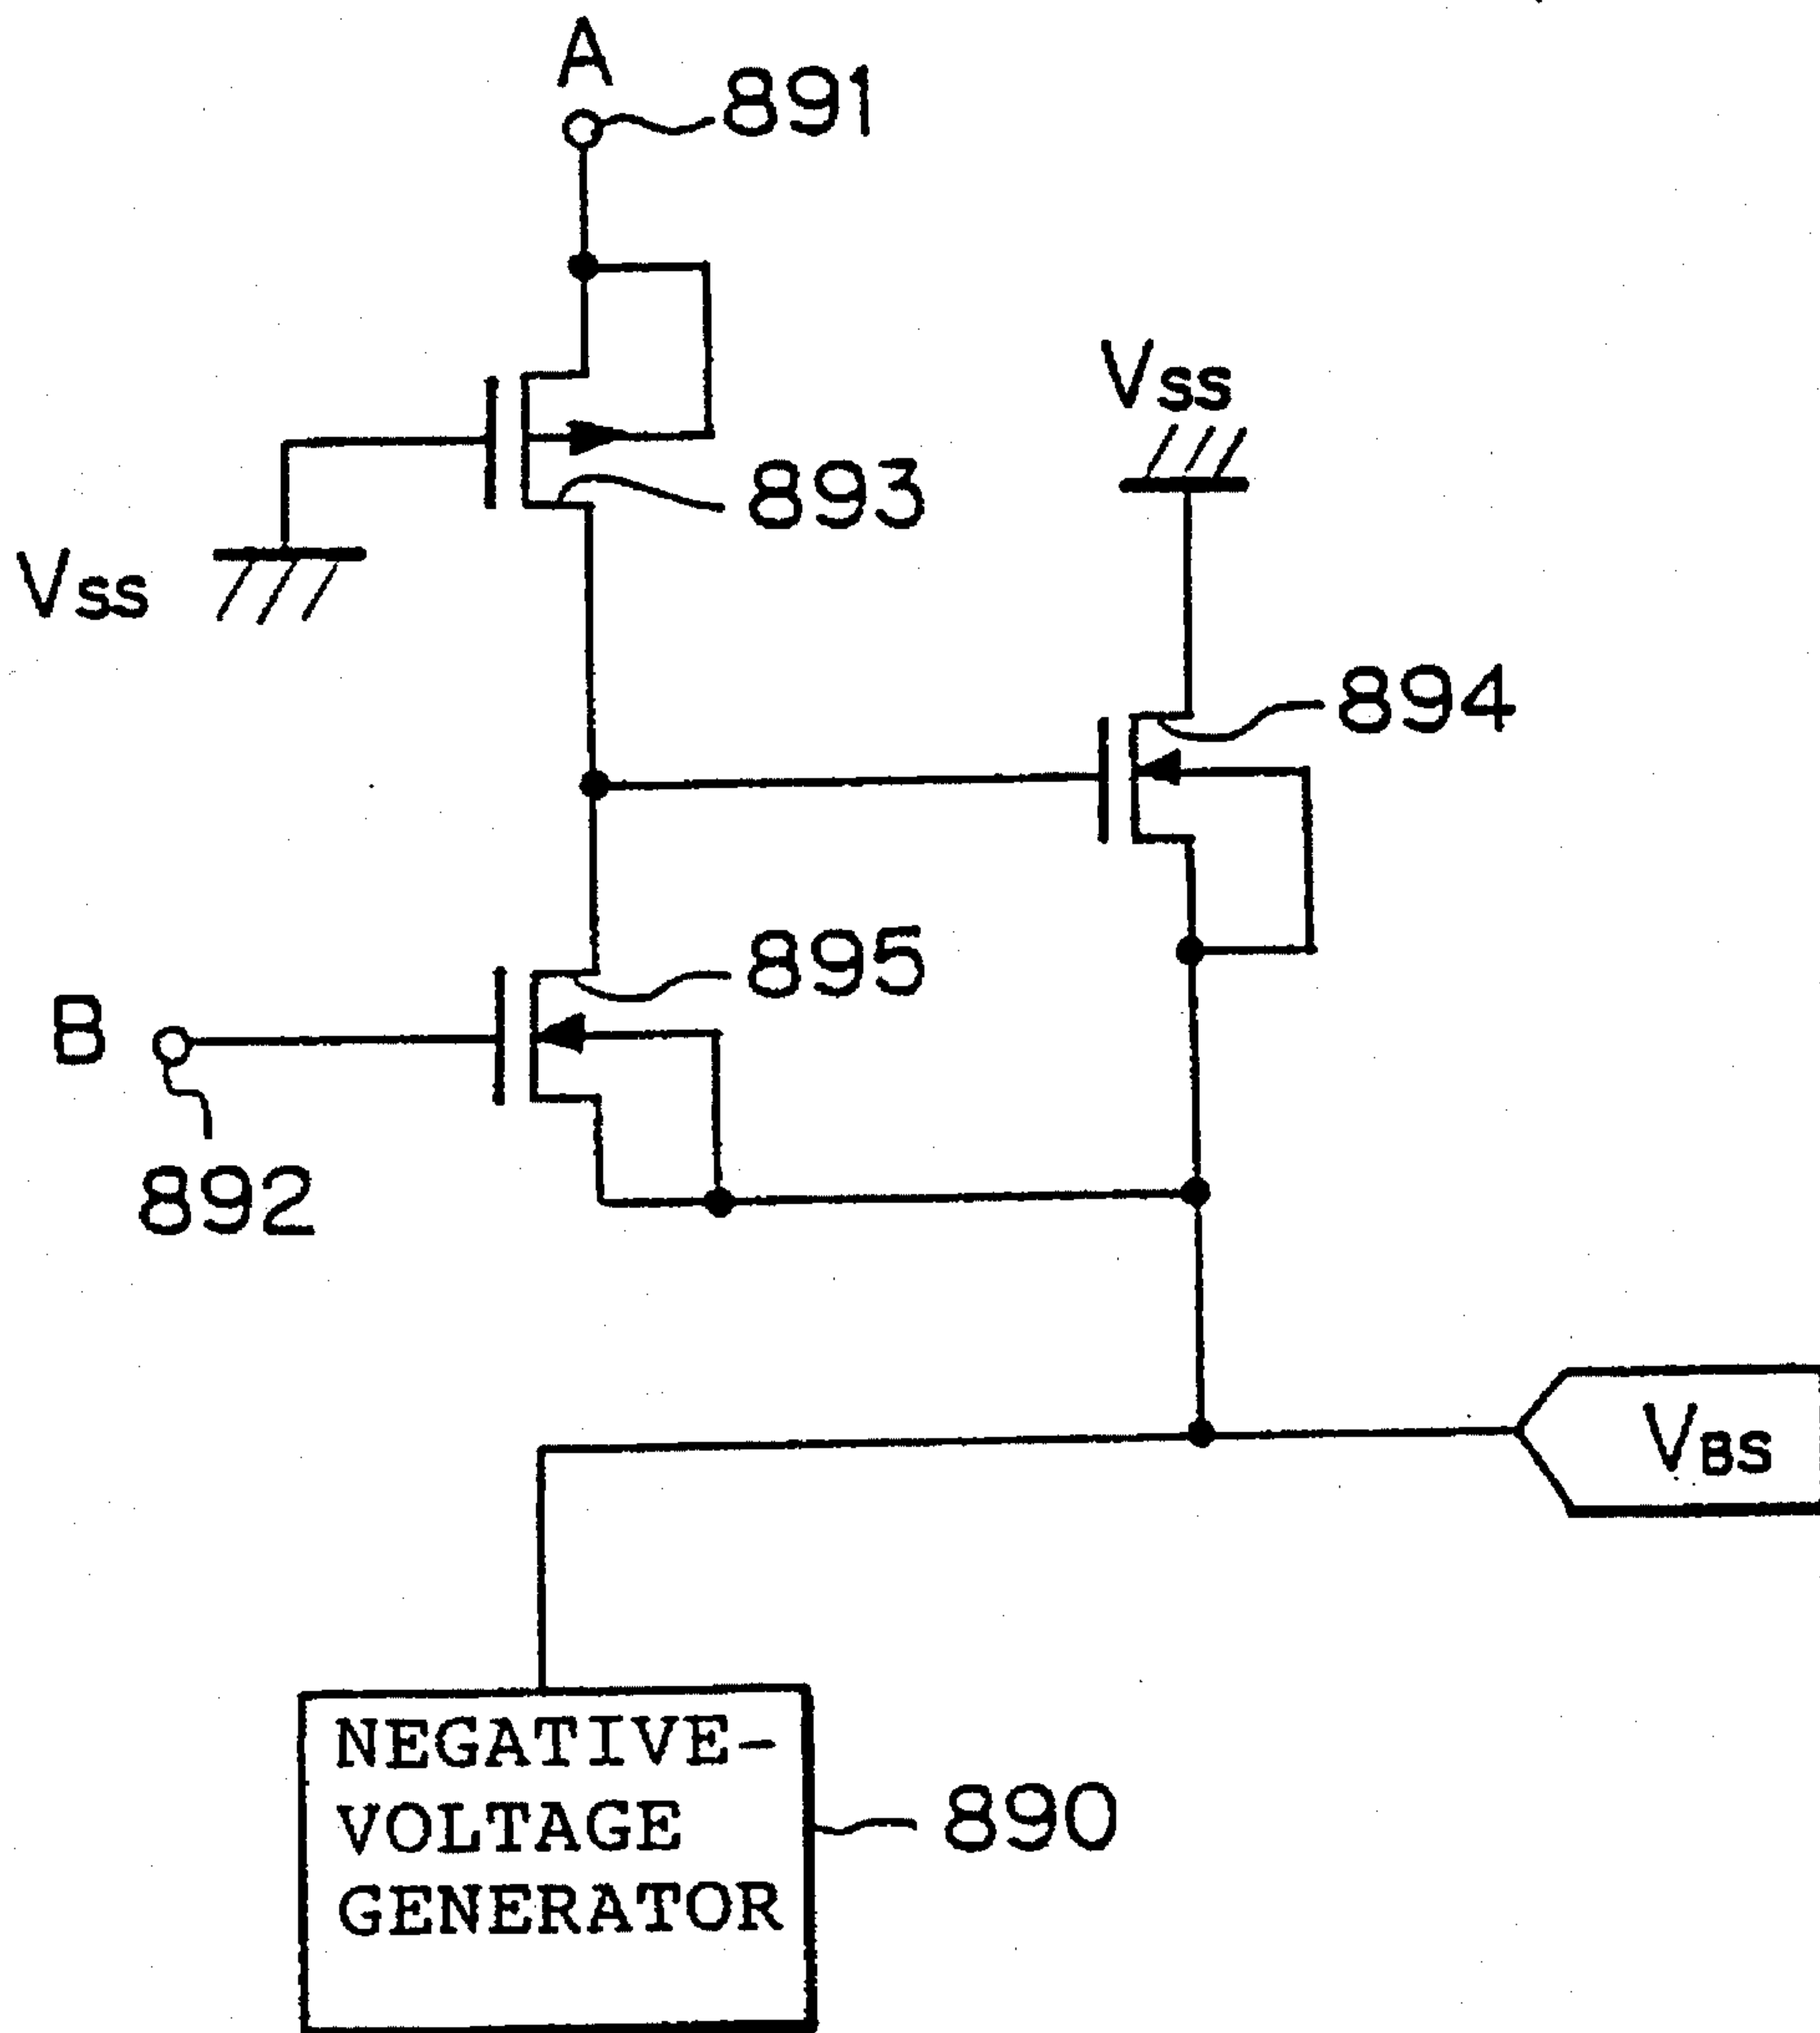 A
891
Vss
893
Vss
894
895
B
892
VBS
NEGATIVE-
VOLTAGE
GENERATOR
890